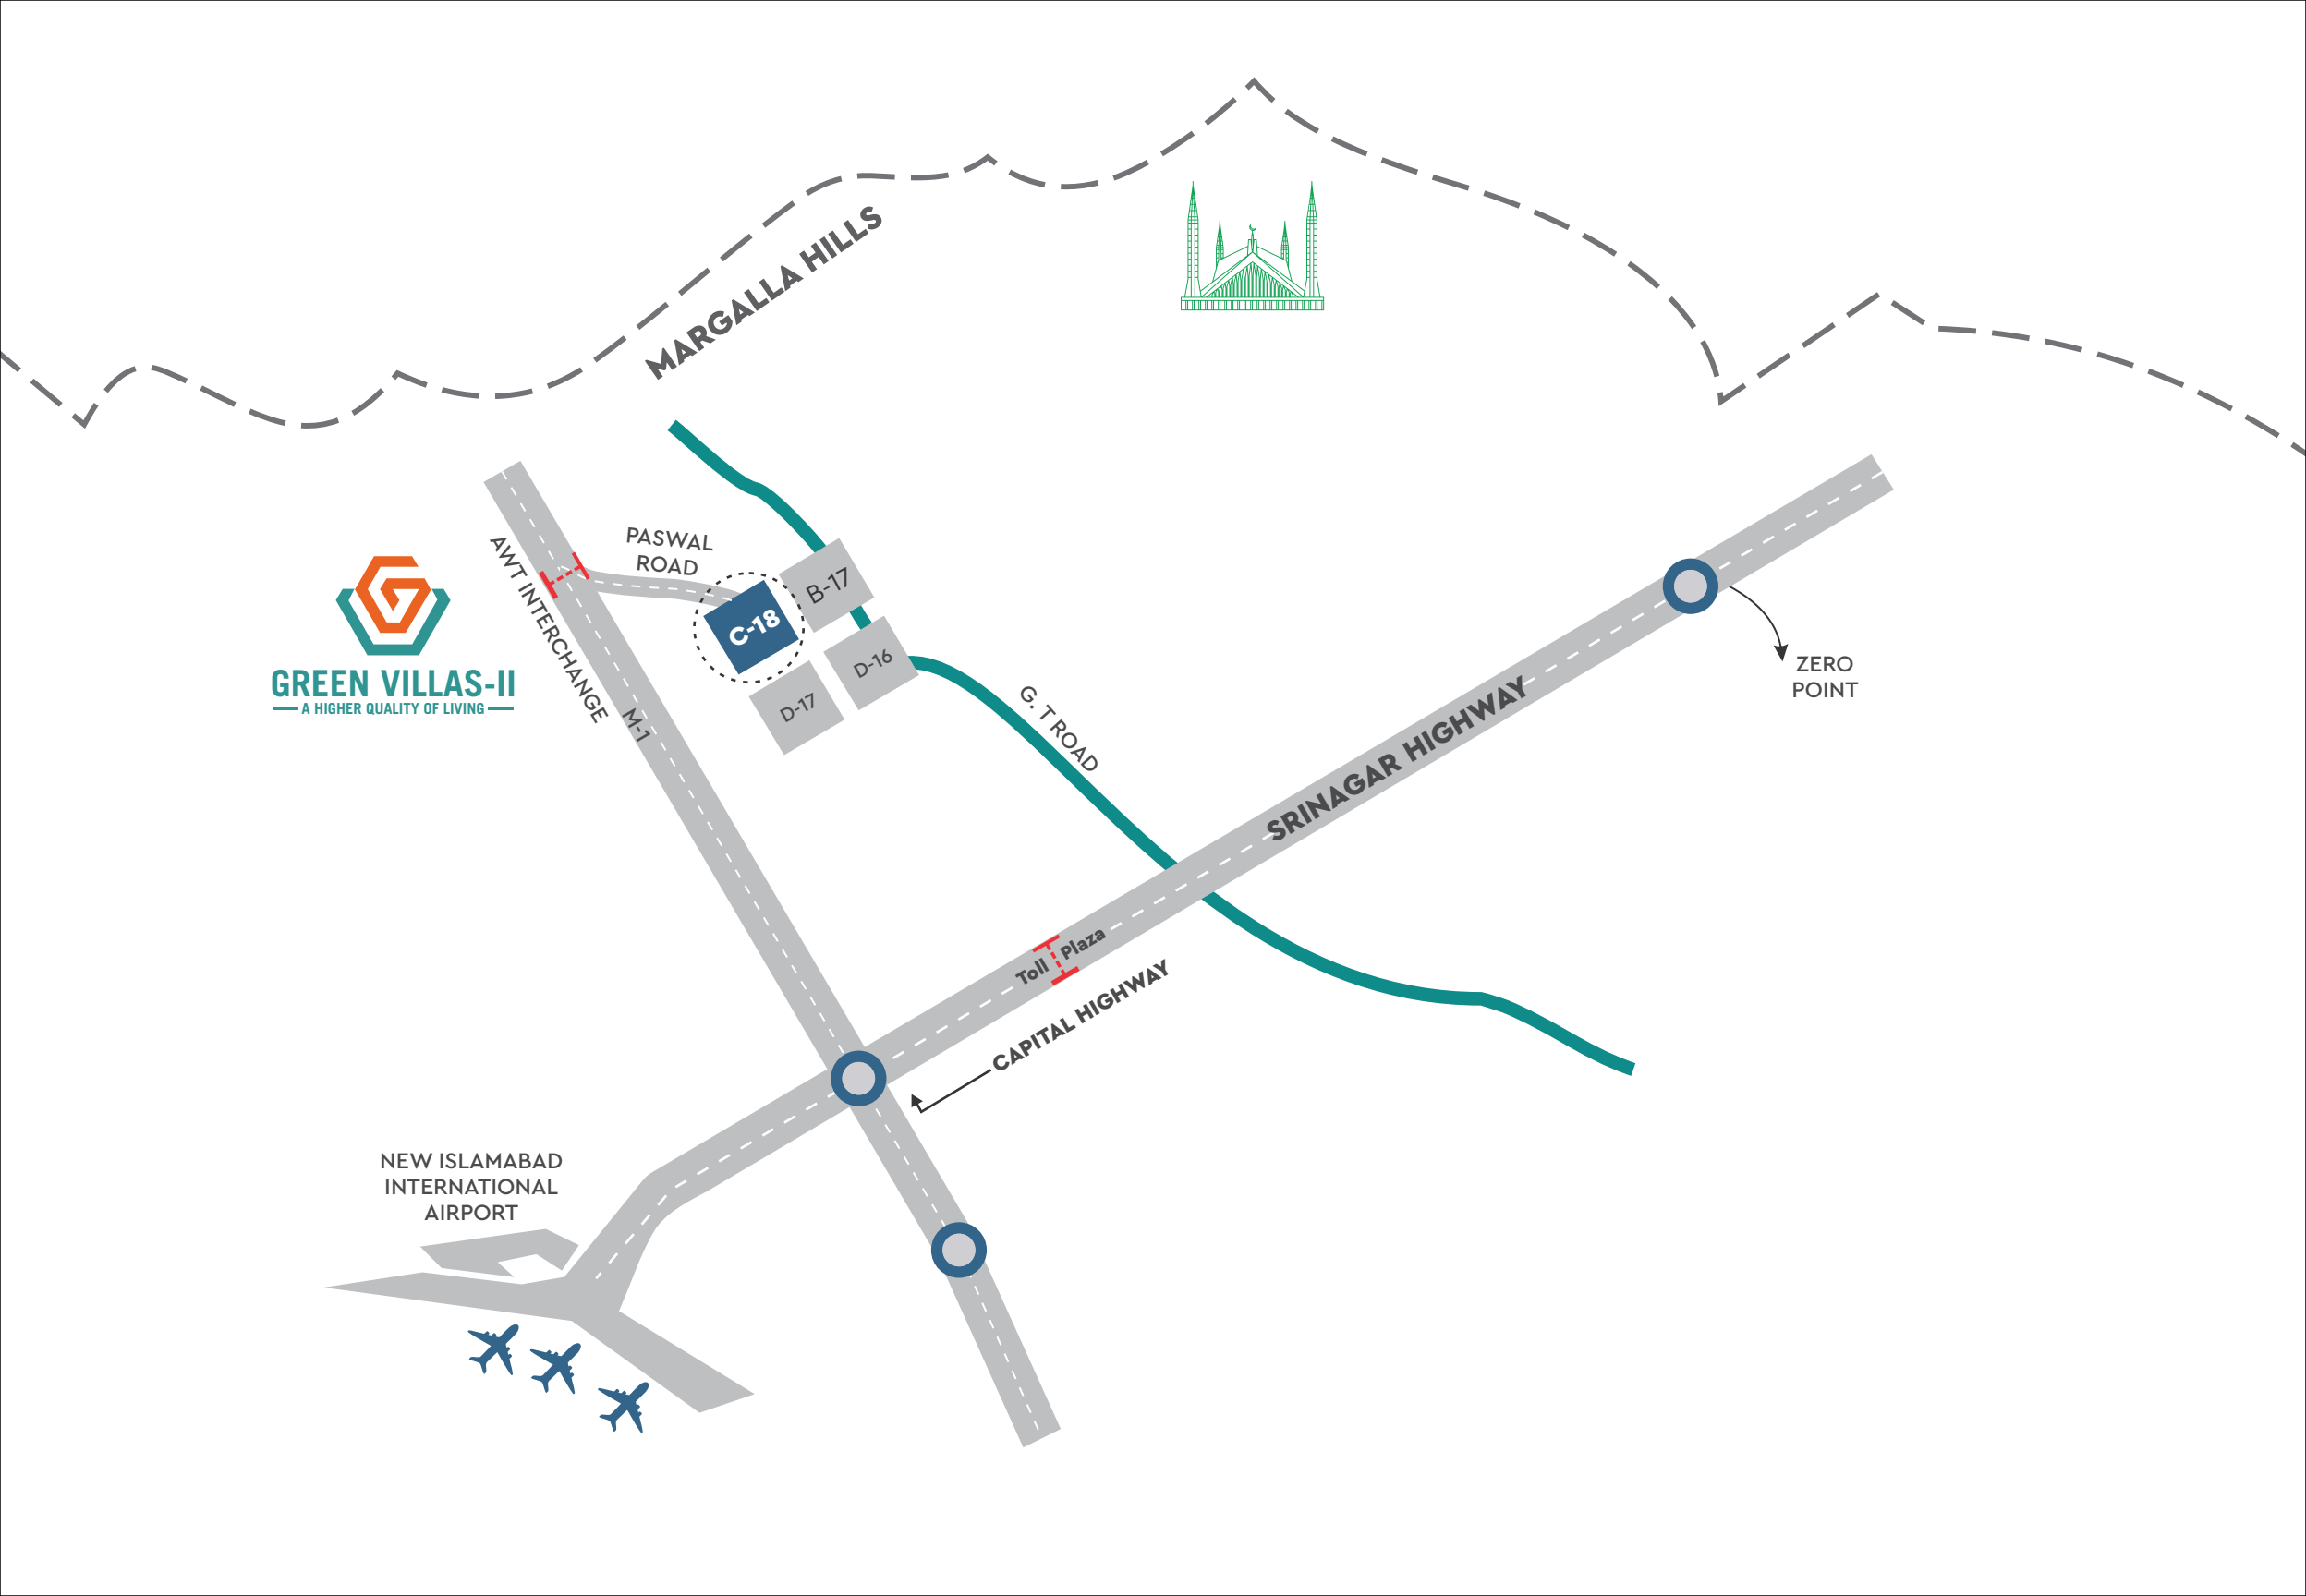 MARGALLA HILLS
PASWAL
ROAD
B-17
C-18
D-16
D-17
AWT INTERCHANGE
M-1
GREEN VILLAS-II
A HIGHER QUALITY OF LIVING
G. T ROAD
ZERO
POINT
SRINAGAR HIGHWAY
Toll Plaza
CAPITAL HIGHWAY
NEW ISLAMABAD
INTERNATIONAL
AIRPORT